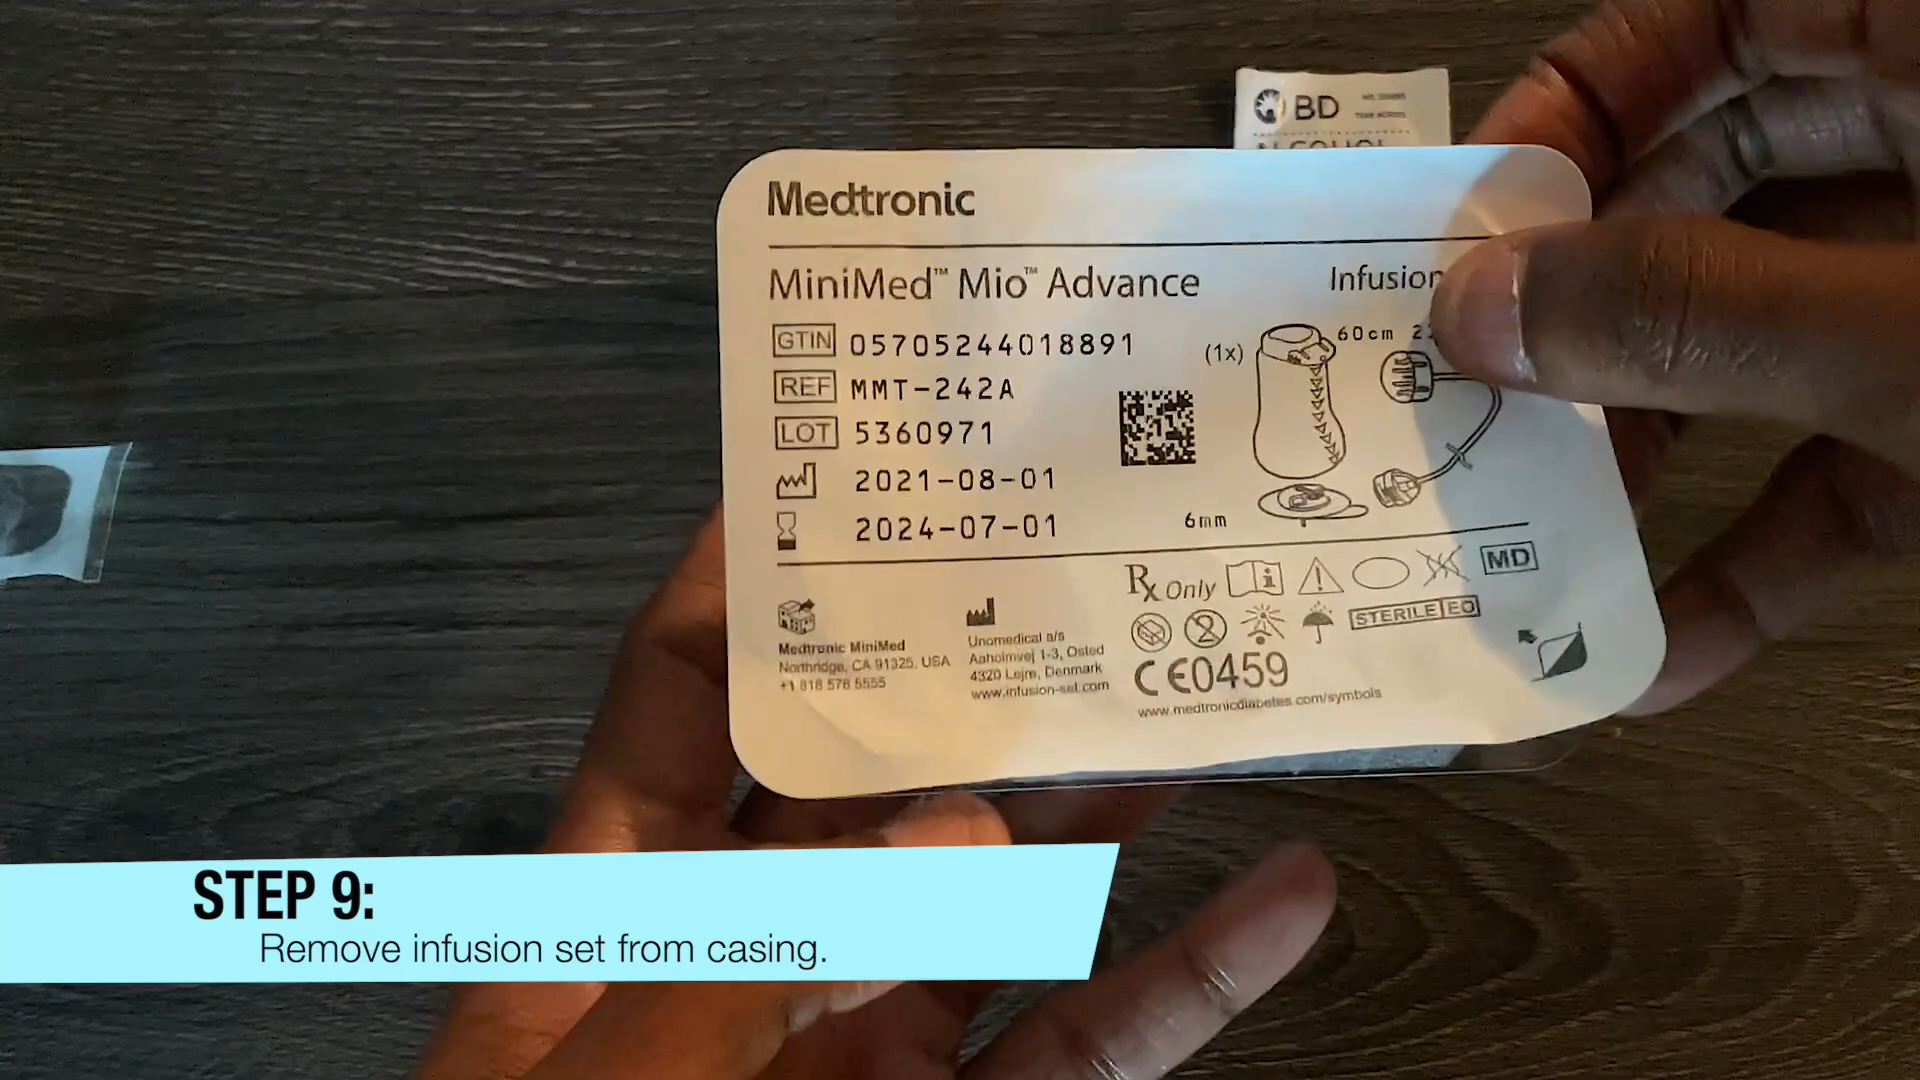 BD
Medtronic
MiniMed™ Mio™ Advance
Infusion
GTIN 05705244018891
(1x)
60cm
REF MMT-242A
LOT 5360971
2021-08-01
2024-07-01
6mm
Rx Only
MD
STERILE EO
Medtronic MiniMed
Northridge, CA 91325, USA
+1 818 576 5555
Unomedical a/s
Aaholmvej 1-3, Osted
4320 Lejre, Denmark
www.infusion-set.com
CE0459
www.medtronicdiabetes.com/symbols
STEP 9:
Remove infusion set from casing.